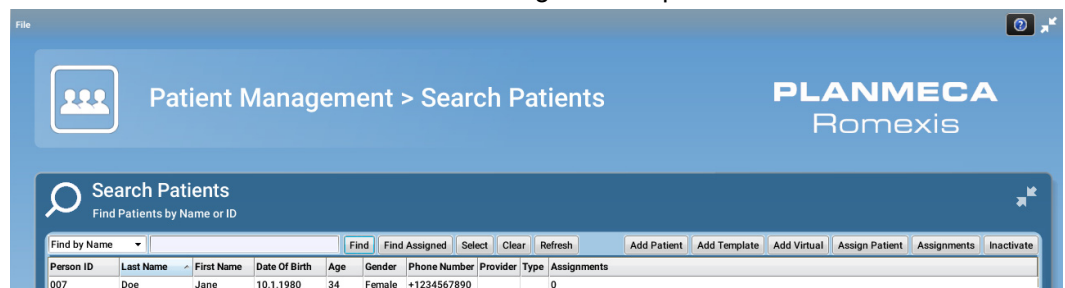 File
Patient Management > Search Patients
PLANMECA
Romexis
Search Patients
Find Patients by Name or ID
Find by Name Find Find Assigned Select Clear Refresh Add Patient Add Template Add Virtual Assign Patient Assignments Inactivate
Person ID Last Name First Name Date Of Birth Age Gender Phone Number Provider Type Assignments
007 Doe Jane 10.1.1980 34 Female +1234567890 0